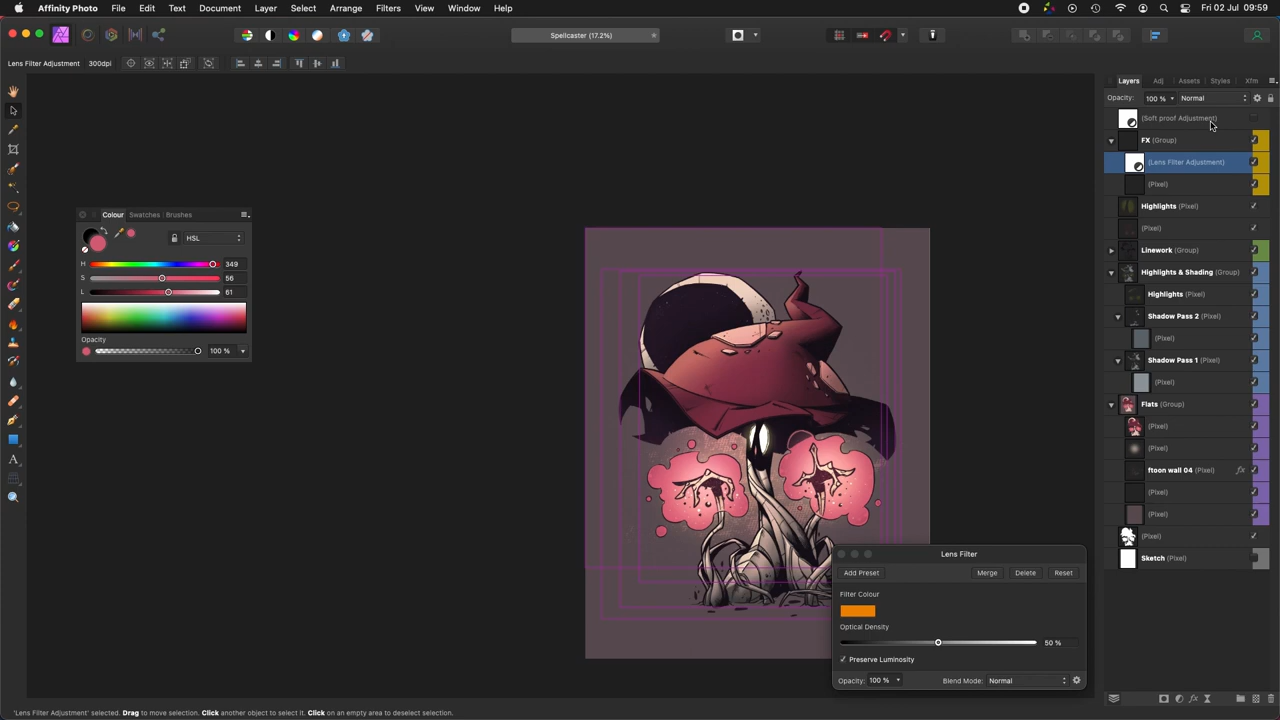 Affinity Photo File Edit Text Document Layer Select Arrange Filters View Window Help Fri 02 Jul 09:59
Spellcaster (17.2%)
Lens Filter Adjustment 300dpi
Colour Swatches Brushes
HSL
H 349
S 56
L 61
Opacity
100 %
Layers Adj Assets Styles Xfm
Opacity: 100 % Normal
(Soft proof Adjustment)
FX (Group)
(Lens Filter Adjustment)
(Pixel)
Highlights (Pixel)
(Pixel)
Linework (Group)
Highlights & Shading (Group)
Highlights (Pixel)
Shadow Pass 2 (Pixel)
(Pixel)
Shadow Pass 1 (Pixel)
(Pixel)
Flats (Group)
(Pixel)
(Pixel)
ftoon wall 04 (Pixel) fx
(Pixel)
(Pixel)
(Pixel)
Sketch (Pixel)
Lens Filter
Add Preset Merge Delete Reset
Filter Colour
Optical Density
50 %
Preserve Luminosity
Opacity: 100 % Blend Mode: Normal
'Lens Filter Adjustment' selected. Drag to move selection. Click another object to select it. Click on an empty area to deselect selection.